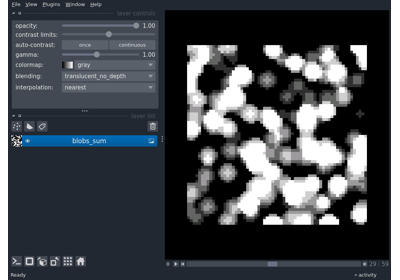 File View Plugins Window Help
layer controls
opacity: 1.00
contrast limits:
auto-contrast: once continuous
gamma: 1.00
colormap: gray
blending: translucent_no_depth
interpolation: nearest
layer list
blobs_sum
29 59
Ready
activity